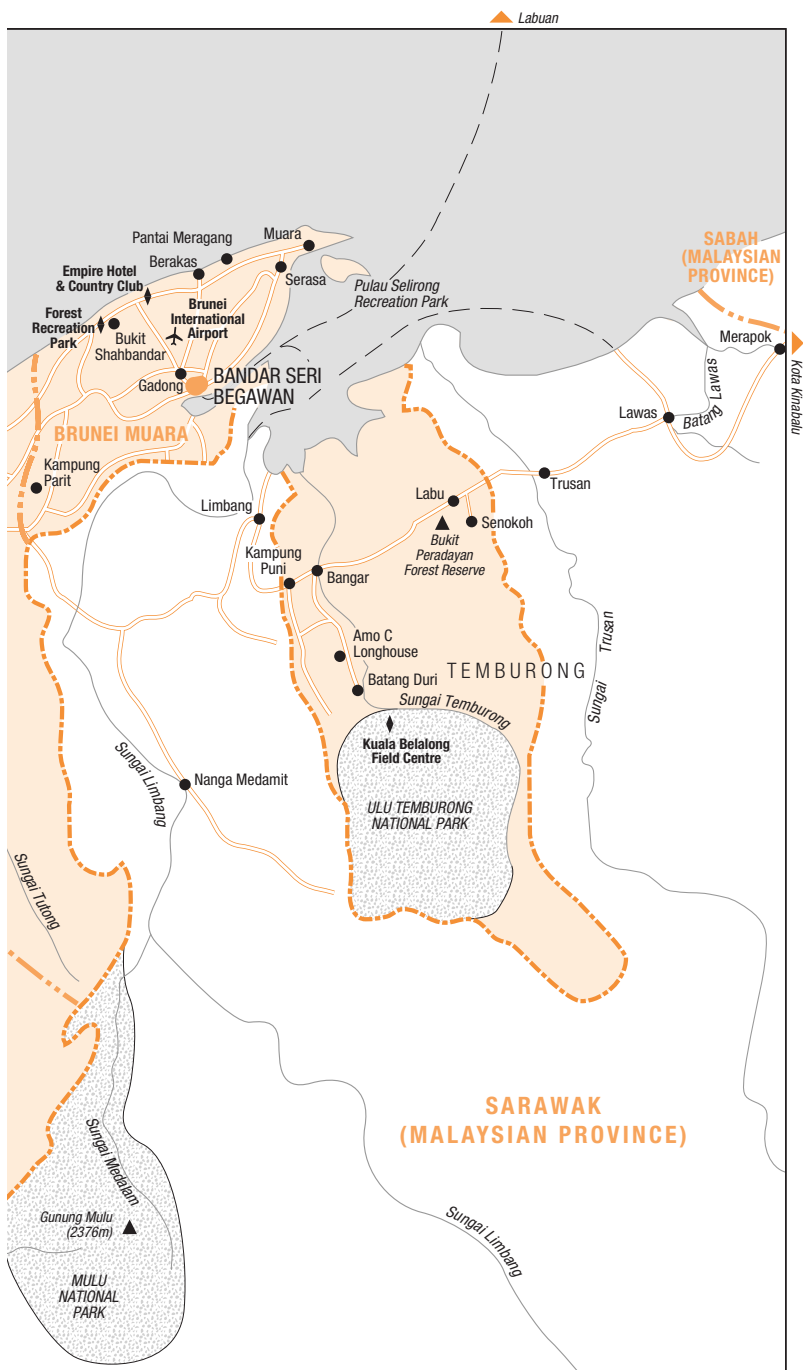 Labuan
SABAH
(MALAYSIAN
PROVINCE)
Muara
Pantai Meragang
Berakas
Serasa
Empire Hotel
& Country Club
Pulau Selirong
Recreation Park
Brunei
International
Airport
Forest
Recreation
Park
Bukit
Shahbandar
Merapok
Kota Kinabalu
Gadong
BANDAR SERI
BEGAWAN
Batang Lawas
Lawas
BRUNEI MUARA
Kampung
Parit
Trusan
Labu
Limbang
Senokoh
Bukit
Peradayan
Forest Reserve
Kampung
Puni
Bangar
Amo C
Longhouse
TEMBURONG
Sungai Trusan
Batang Duri
Sungai Temburong
Kuala Belalong
Field Centre
Sungai Limbang
Nanga Medamit
ULU TEMBURONG
NATIONAL PARK
Sungai Tutong
SARAWAK
(MALAYSIAN PROVINCE)
Sungai Medalam
Gunung Mulu
(2376m)
Sungai Limbang
MULU
NATIONAL
PARK